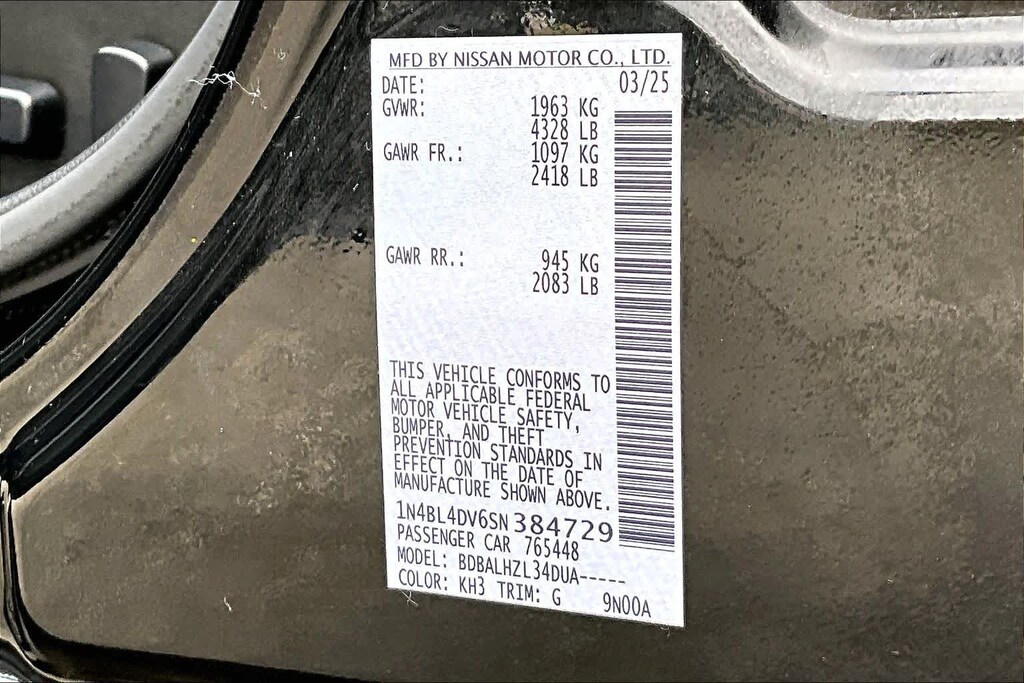 MFD BY NISSAN MOTOR CO., LTD.
DATE: 03/25
GVWR: 1963 KG
4328 LB
GAWR FR.: 1097 KG
2418 LB
GAWR RR.: 945 KG
2083 LB
THIS VEHICLE CONFORMS TO
ALL APPLICABLE FEDERAL
MOTOR VEHICLE SAFETY,
BUMPER, AND THEFT
PREVENTION STANDARDS IN
EFFECT ON THE DATE OF
MANUFACTURE SHOWN ABOVE.
1N4BL4DV6SN384729
PASSENGER CAR 765448
MODEL: BDBALHZL34DUA-----
COLOR: KH3 TRIM: G 9N00A